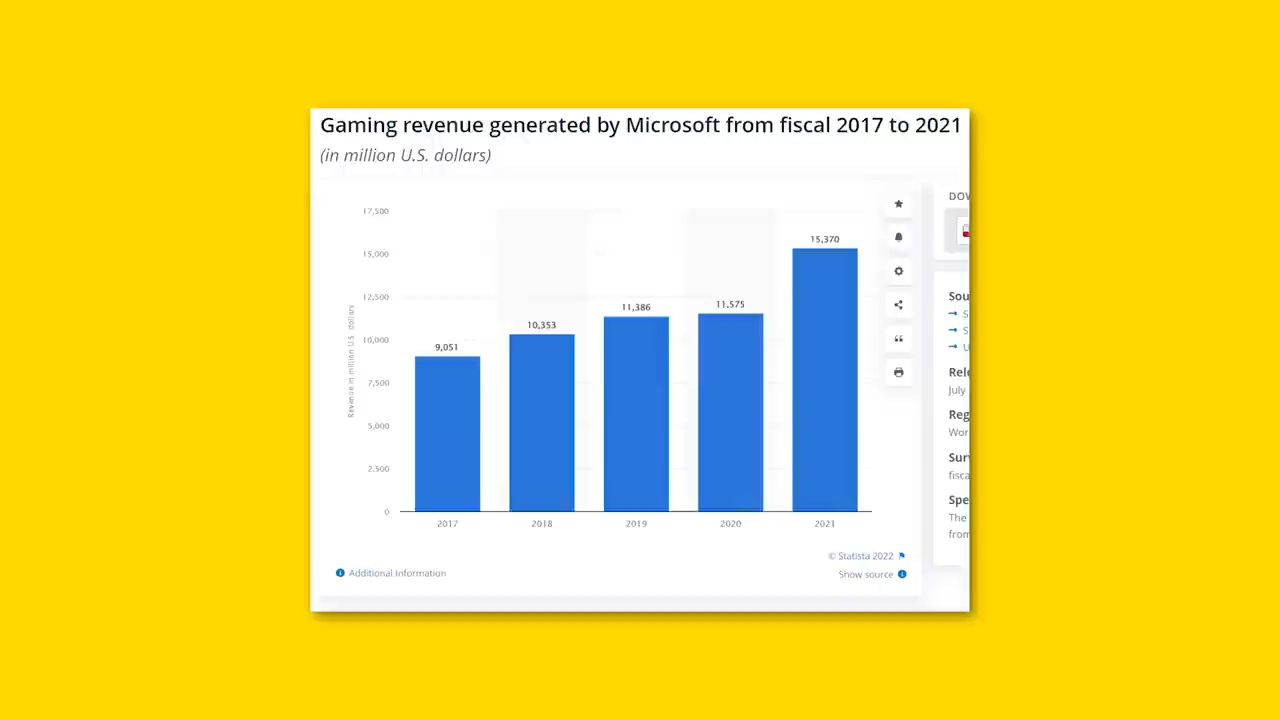 Gaming revenue generated by Microsoft from fiscal 2017 to 2021
(in million U.S. dollars)
17,500
15,000
12,500
10,000
7,500
5,000
2,500
0
Revenue in million U.S. dollars
9,051
10,353
11,386
11,575
15,370
2017
2018
2019
2020
2021
© Statista 2022
Additional Information
Show source
DOW
Sou
S
S
U
Rele
July
Reg
Wor
Surv
fisca
Spe
The
from